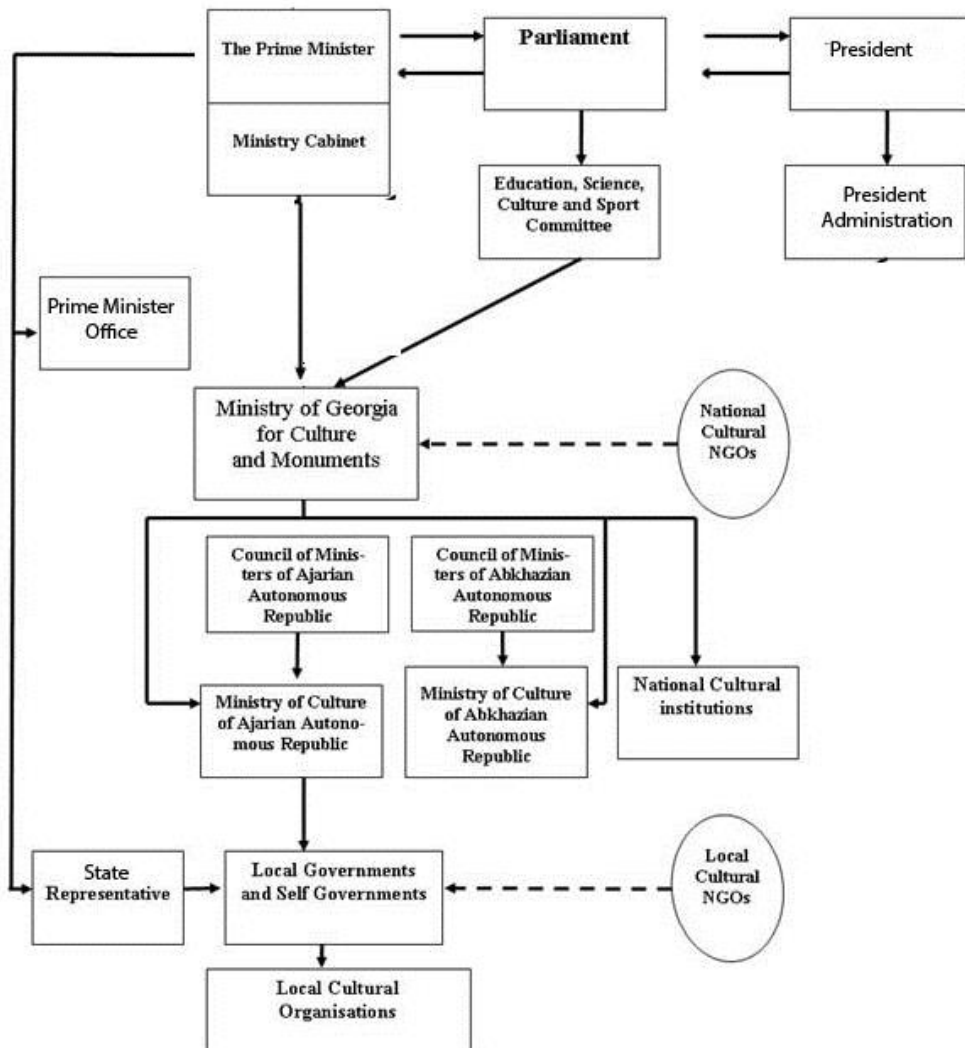 The Prime Minister
Ministry Cabinet
Parliament
President
Education, Science,
Culture and Sport
Committee
President
Administration
Prime Minister
Office
Ministry of Georgia
for Culture
and Monuments
National
Cultural
NGOs
Council of Minis-
ters of Ajarian
Autonomous
Republic
Council of Minis-
ters of Abkhazian
Autonomous
Republic
Ministry of Culture
of Ajarian Autono-
mous Republic
Ministry of Culture
of Abkhazian
Autonomous
Republic
National Cultural
institutions
State
Representative
Local Governments
and Self Governments
Local
Cultural
NGOs
Local Cultural
Organisations